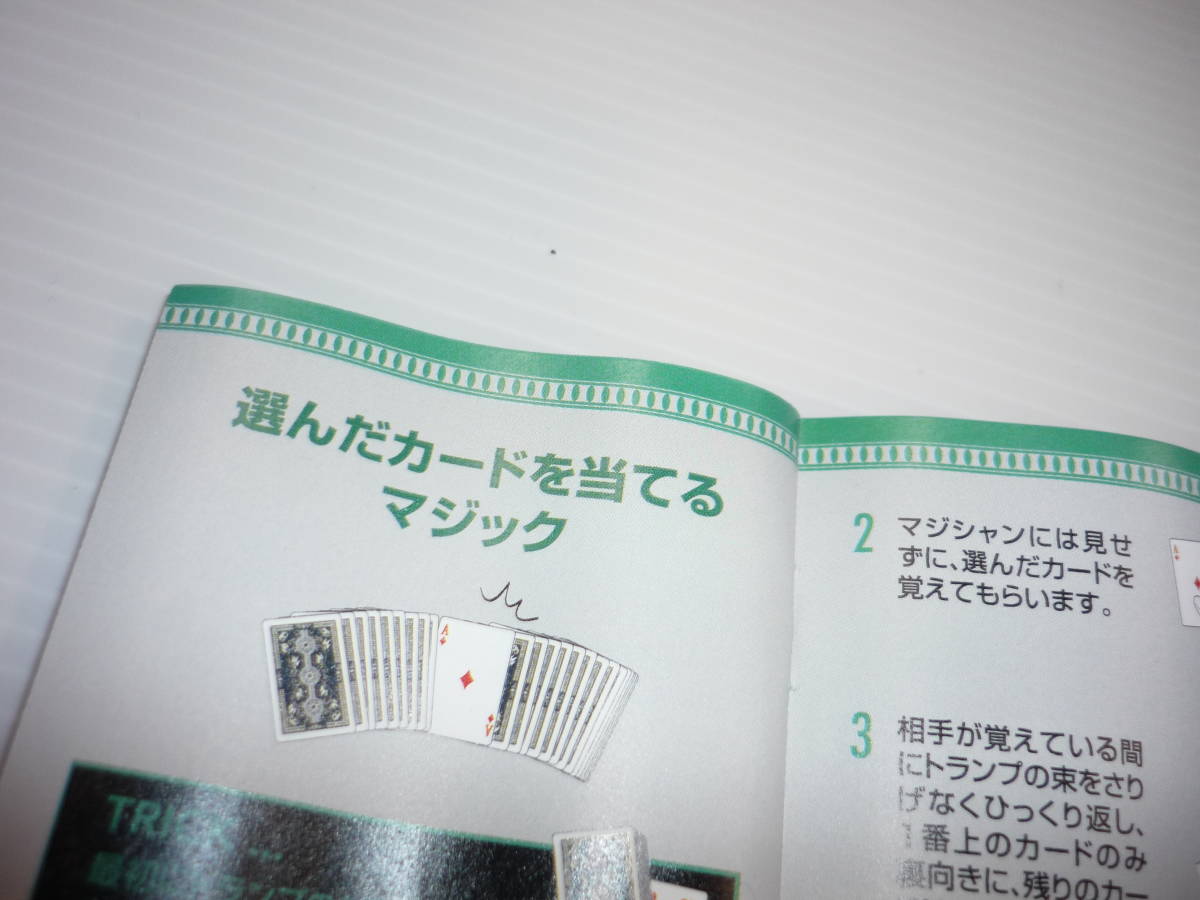 選んだカードを当てる
マジック
2
マジシャンには見せ
ずに、選んだカードを
覚えてもらいます。
3
相手が覚えている間
にトランプの束をさり
げなくひっくり返し、
1番上のカードのみ
裏向きに、残りのカー